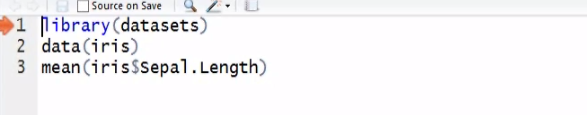 Source on Save
1 library(datasets)
2 data(iris)
3 mean(iris$Sepal.Length)